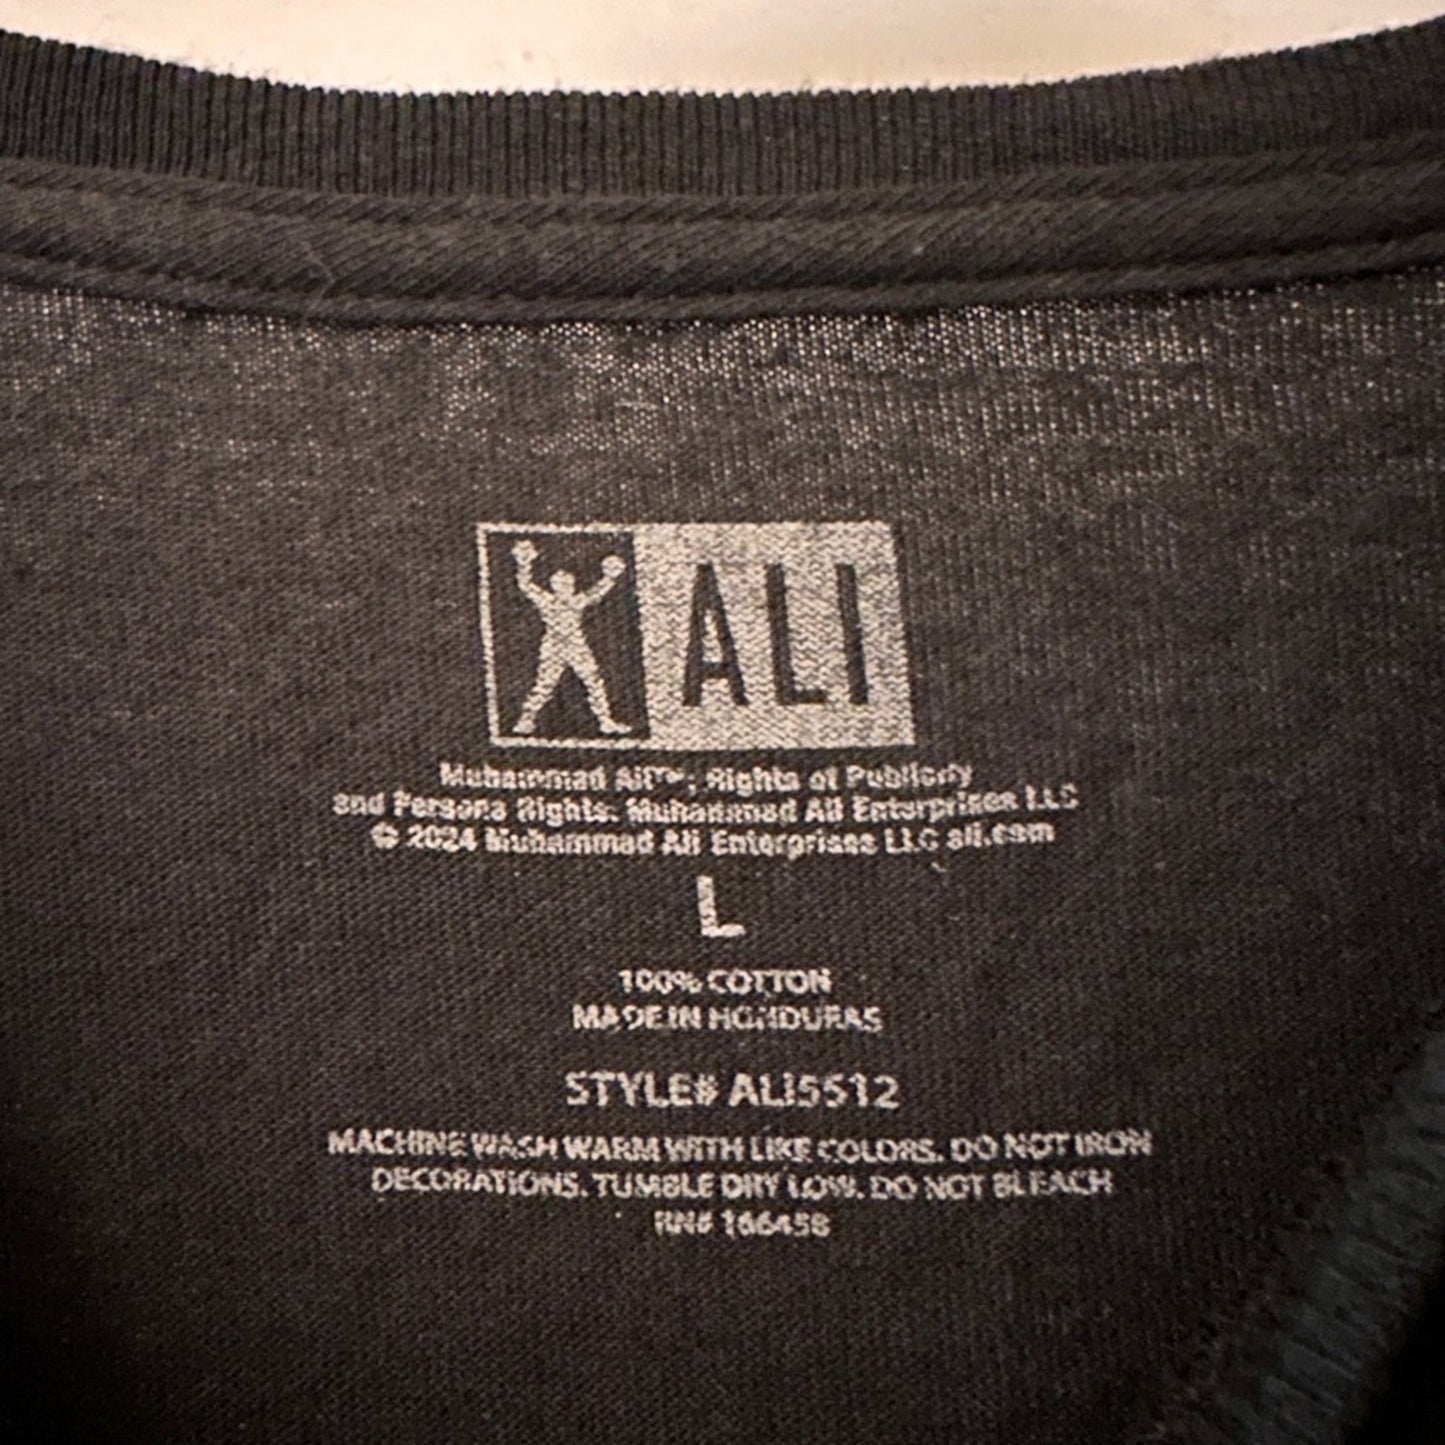 ALI
Muhammad Ali™; Rights of Publicity
and Persona Rights: Muhammad Ali Enterprises LLC
© 2024 Muhammad Ali Enterprises LLC ali.com
L
100% COTTON
MADE IN HONDURAS
STYLE# ALI5512
MACHINE WASH WARM WITH LIKE COLORS. DO NOT IRON
DECORATIONS. TUMBLE DRY LOW. DO NOT BLEACH
RN# 166458